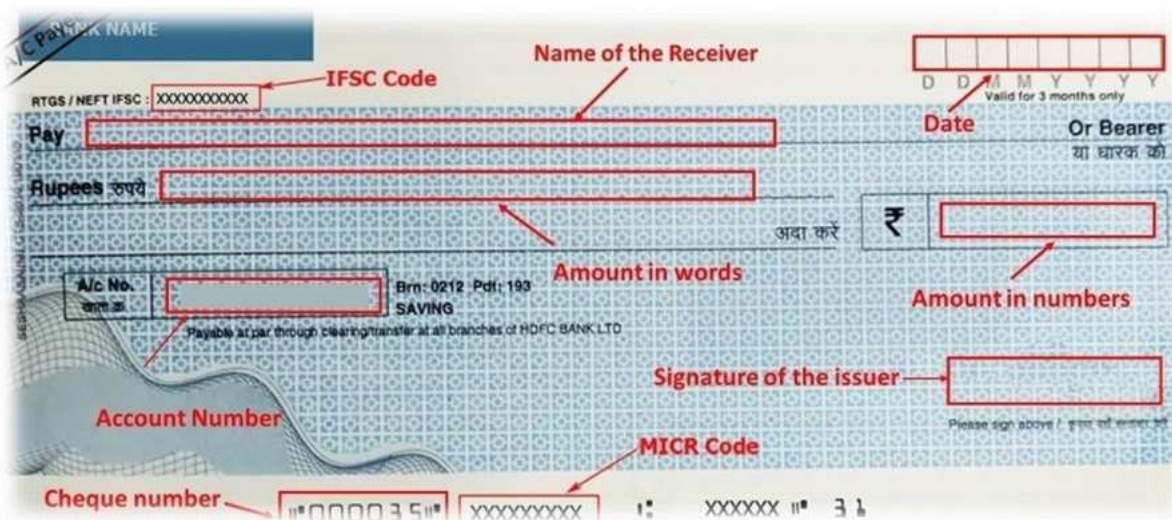 BANK NAME
A/C Payee
Name of the Receiver
IFSC Code
RTGS / NEFT IFSC : XXXXXXXXXXX
D D M M Y Y Y Y
Valid for 3 months only
Date
Pay
Or Bearer
या धारक को
Rupees रुपये
अदा करें
₹
Amount in words
Amount in numbers
A/c No.
Brn: 0212 Pdt: 193
SAVING
Payable at par through clearing/transfer at all branches of HDFC BANK LTD
Signature of the issuer
Account Number
Please sign above /
MICR Code
Cheque number
⑈000035⑈ XXXXXXXXX ⑆ XXXXXX ⑈ 31